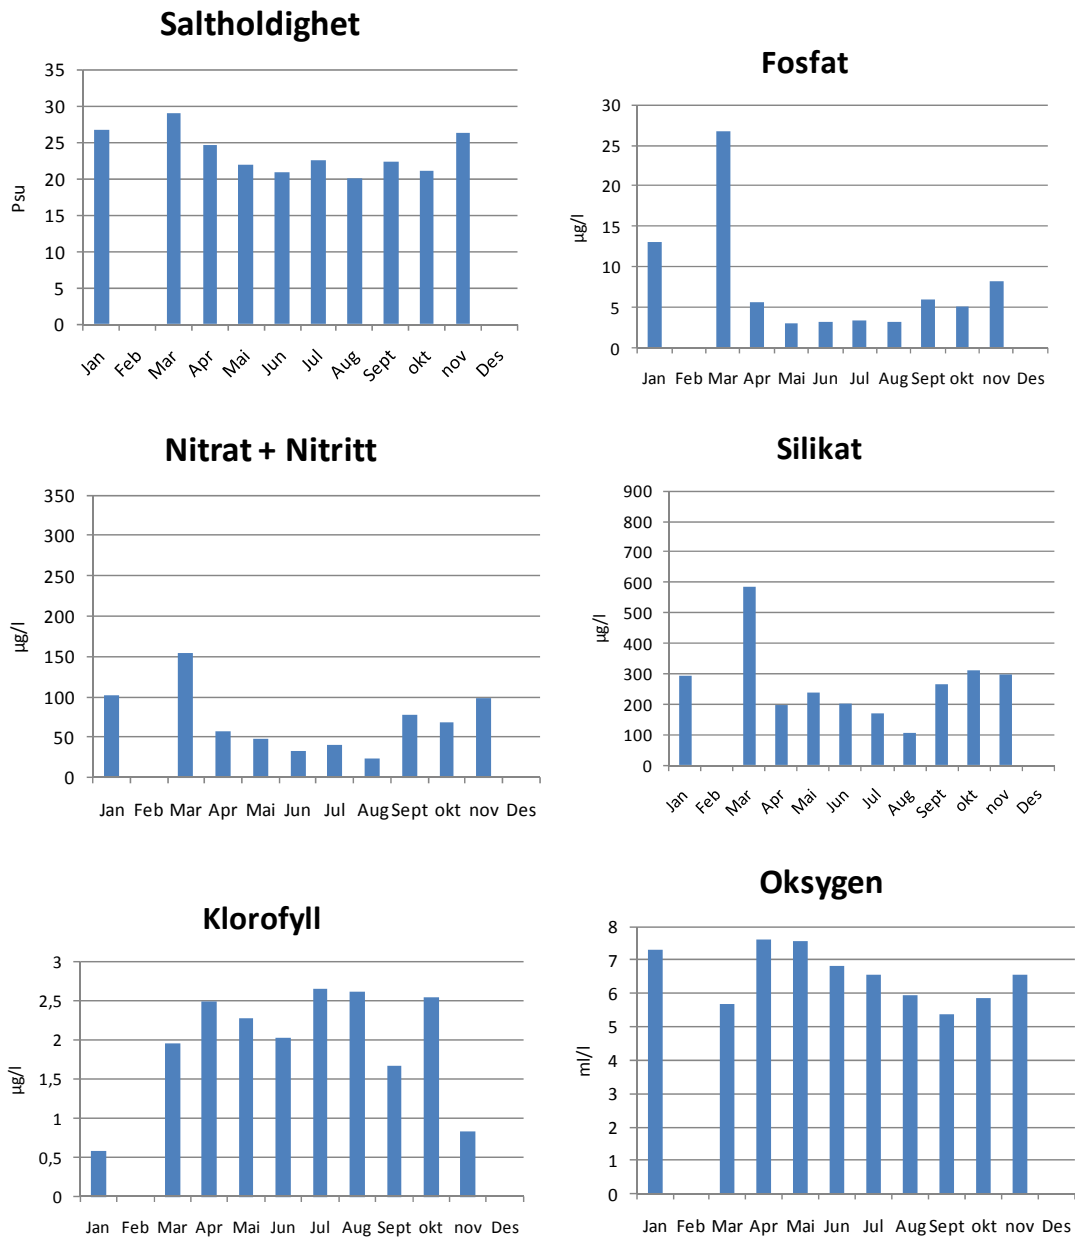 Saltholdighet
35
30
25
20
15
10
5
0
Psu
Jan Feb Mar Apr Mai Jun Jul Aug Sept okt nov Des
Fosfat
30
25
20
15
10
5
0
µg/l
Jan Feb Mar Apr Mai Jun Jul Aug Sept okt nov Des
Nitrat + Nitritt
350
300
250
200
150
100
50
0
µg/l
Jan Feb Mar Apr Mai Jun Jul Aug Sept okt nov Des
Silikat
900
800
700
600
500
400
300
200
100
0
µg/l
Jan Feb Mar Apr Mai Jun Jul Aug Sept okt nov Des
Klorofyll
3
2,5
2
1,5
1
0,5
0
µg/l
Jan Feb Mar Apr Mai Jun Jul Aug Sept okt nov Des
Oksygen
8
7
6
5
4
3
2
1
0
ml/l
Jan Feb Mar Apr Mai Jun Jul Aug Sept okt nov Des